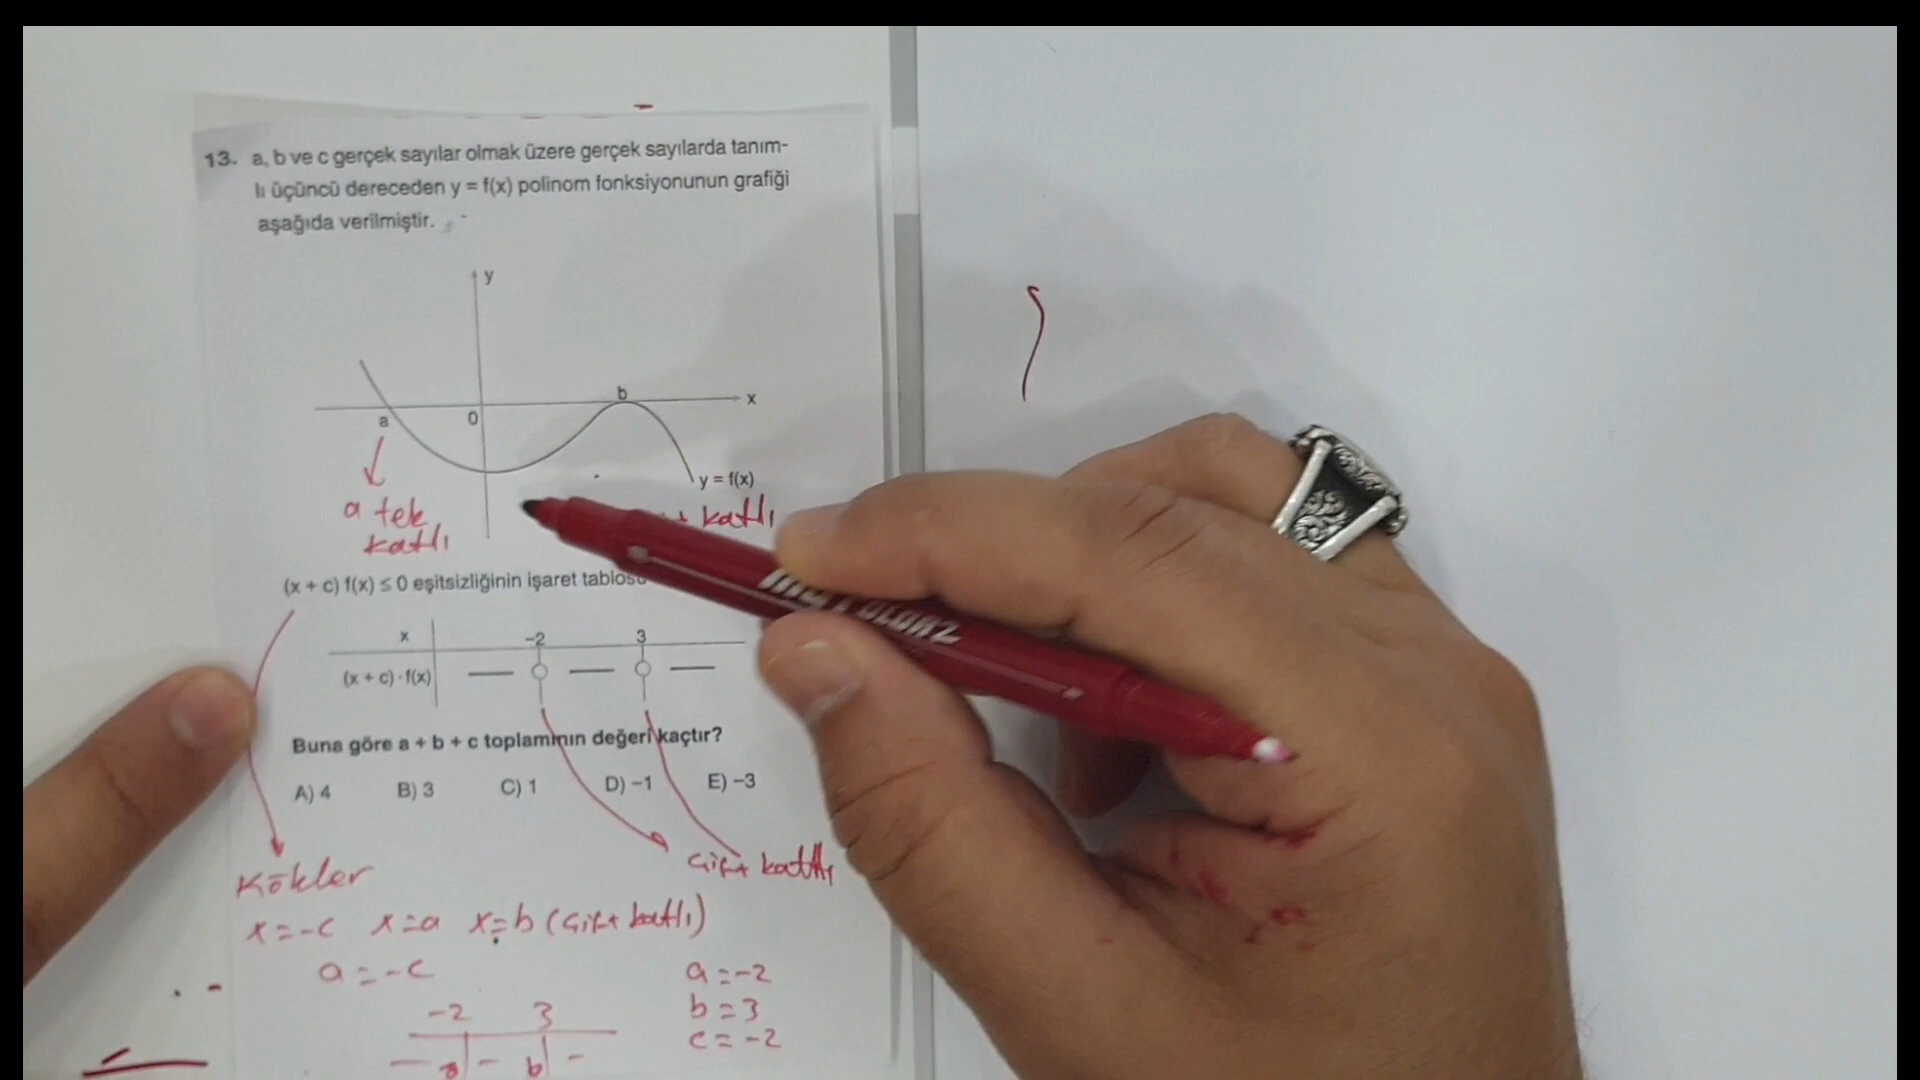 13. a, b ve c gerçek sayılar olmak üzere gerçek sayılarda tanım-
lı üçüncü dereceden y = f(x) polinom fonksiyonunun grafiği
aşağıda verilmiştir.
y
b
x
a
0
y = f(x)
a tek
katlı
katlı
(x + c) f(x) ≤ 0 eşitsizliğinin işaret
x
-2
3
(x + c) · f(x)
Buna göre a + b + c toplamının değeri kaçtır?
A) 4
B) 3
C) 1
D) -1
E) -3
Çift katlı
Kökler
x = -c x = a x = b (Çift katlı)
a = -c
a = -2
b = 3
c = -2
-2 3
- a - b -